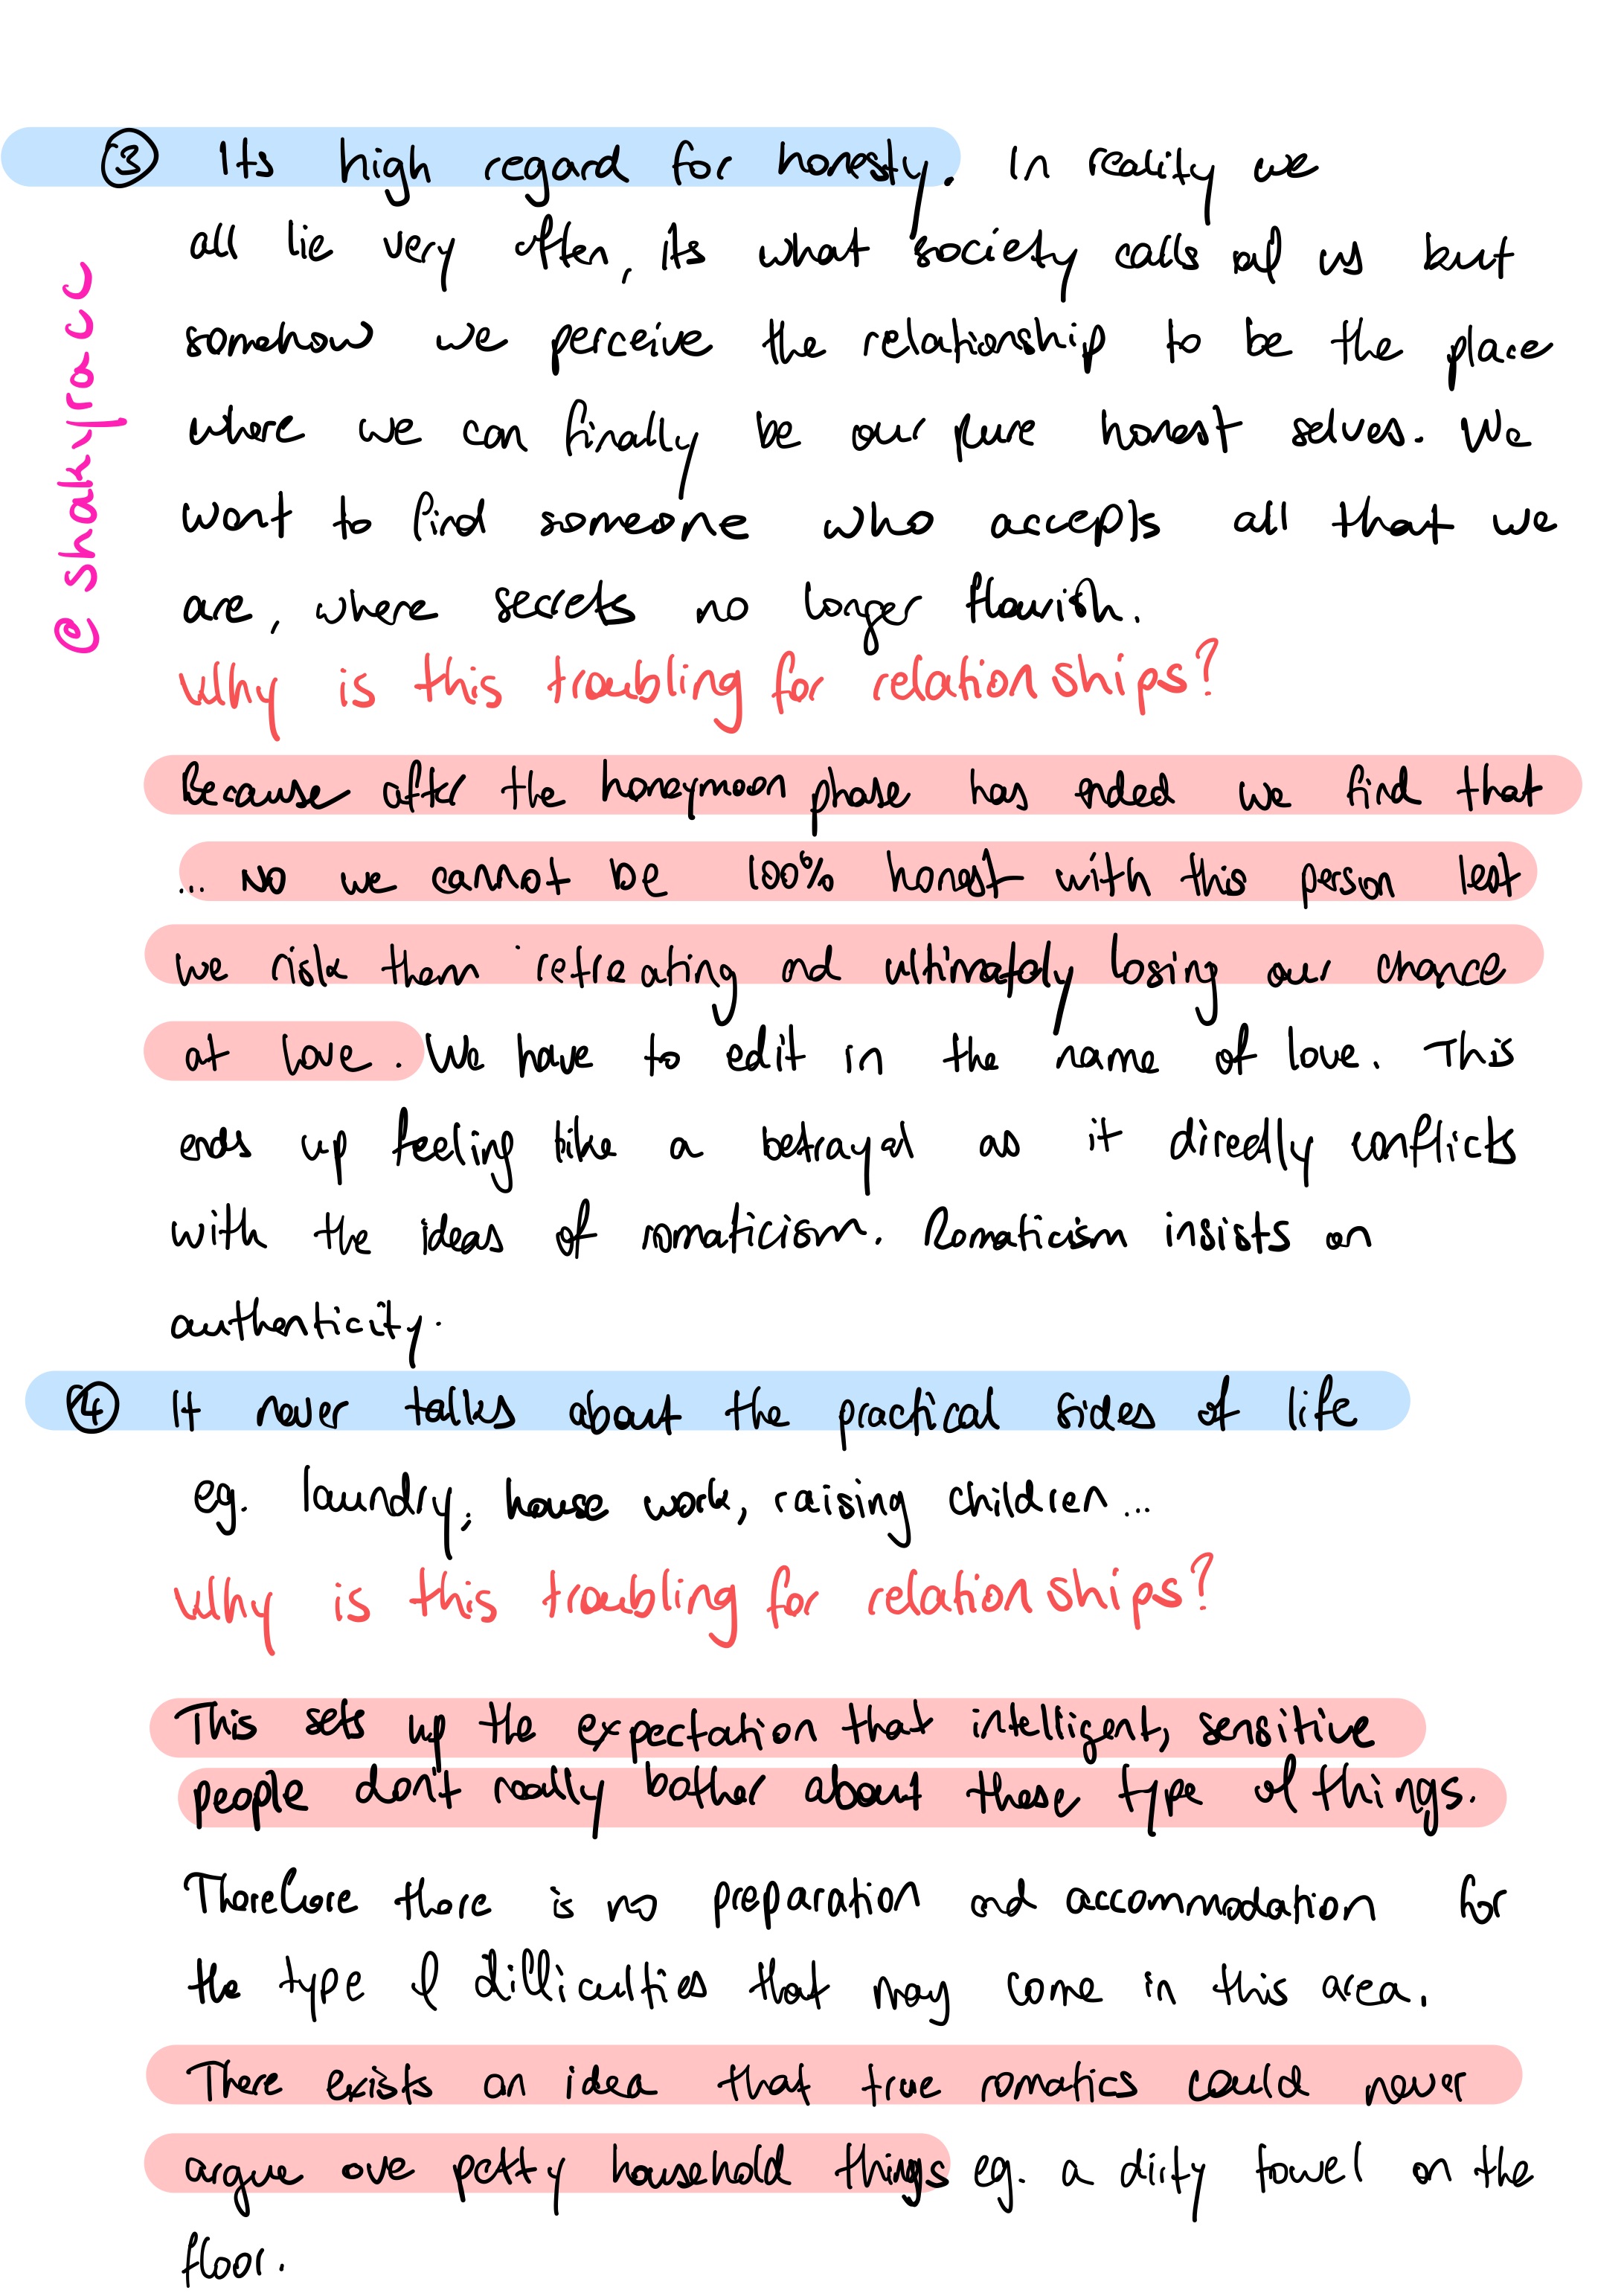 ③ Its high regard for honesty. In reality we
all lie very often, its what society calls of us but
somehow we perceive the relationship to be the place
where we can finally be our pure honest selves. We
want to find someone who accepts all that we
are, where secrets no longer flourish.
Why is this troubling for relationships?
Because after the honeymoon phase has ended we find that
... No we cannot be 100% honest with this person lest
we risk them retreating and ultimately losing our chance
at love. We have to edit in the name of love. This
ends up feeling like a betrayal as it directly conflicts
with the ideas of romaticism. Romaticism insists on
authenticity.
④ It never talks about the practical sides of life
eg. laundry, house work, raising children...
Why is this troubling for relationships?
This sets up the expectation that intelligent, sensitive
people don't really bother about these type of things.
Therefore there is no preparation and accommodation for
the type of difficulties that may come in this area.
There exists an idea that true romatics could never
argue ove petty household things eg. a dirty towel on the
floor.
@shakyracc